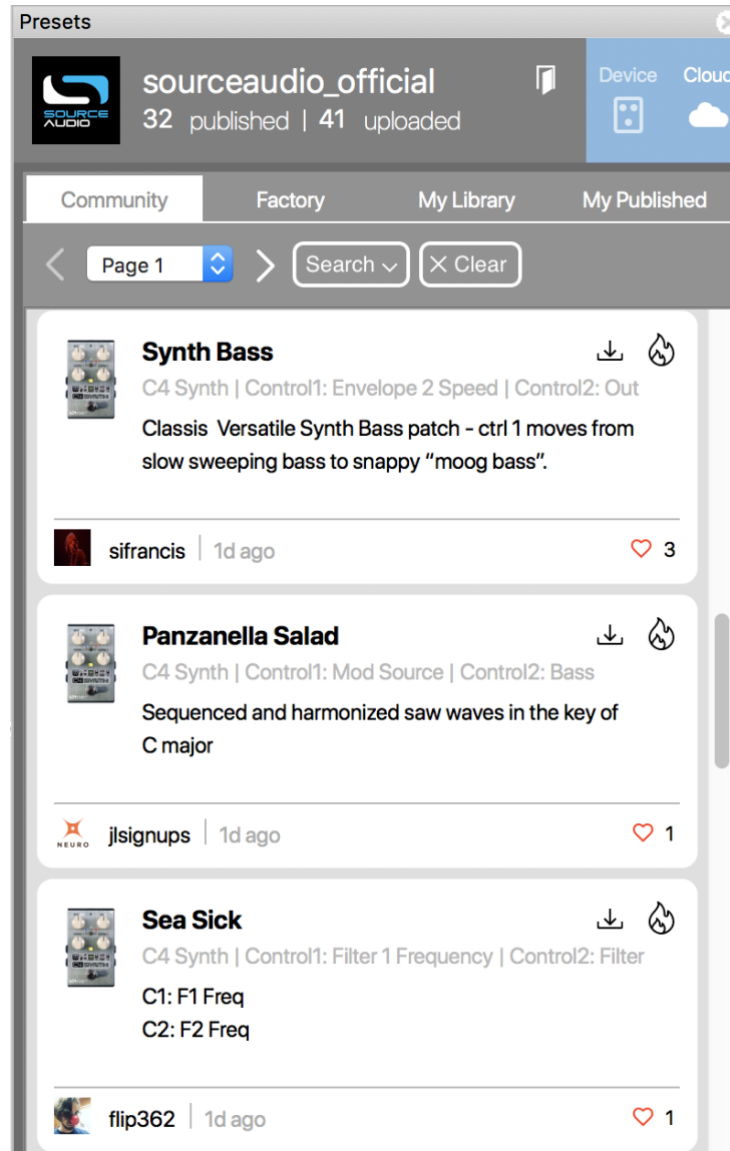 Presets
SOURCE
AUDIO
sourceaudio_official
32 published | 41 uploaded
Device Cloud
Community Factory My Library My Published
Page 1 Search X Clear
Synth Bass
C4 Synth | Control1: Envelope 2 Speed | Control2: Out
Classis Versatile Synth Bass patch - ctrl 1 moves from
slow sweeping bass to snappy “moog bass”.
sifrancis | 1d ago 3
Panzanella Salad
C4 Synth | Control1: Mod Source | Control2: Bass
Sequenced and harmonized saw waves in the key of
C major
NEURO
jlsignups | 1d ago 1
Sea Sick
C4 Synth | Control1: Filter 1 Frequency | Control2: Filter
C1: F1 Freq
C2: F2 Freq
flip362 | 1d ago 1